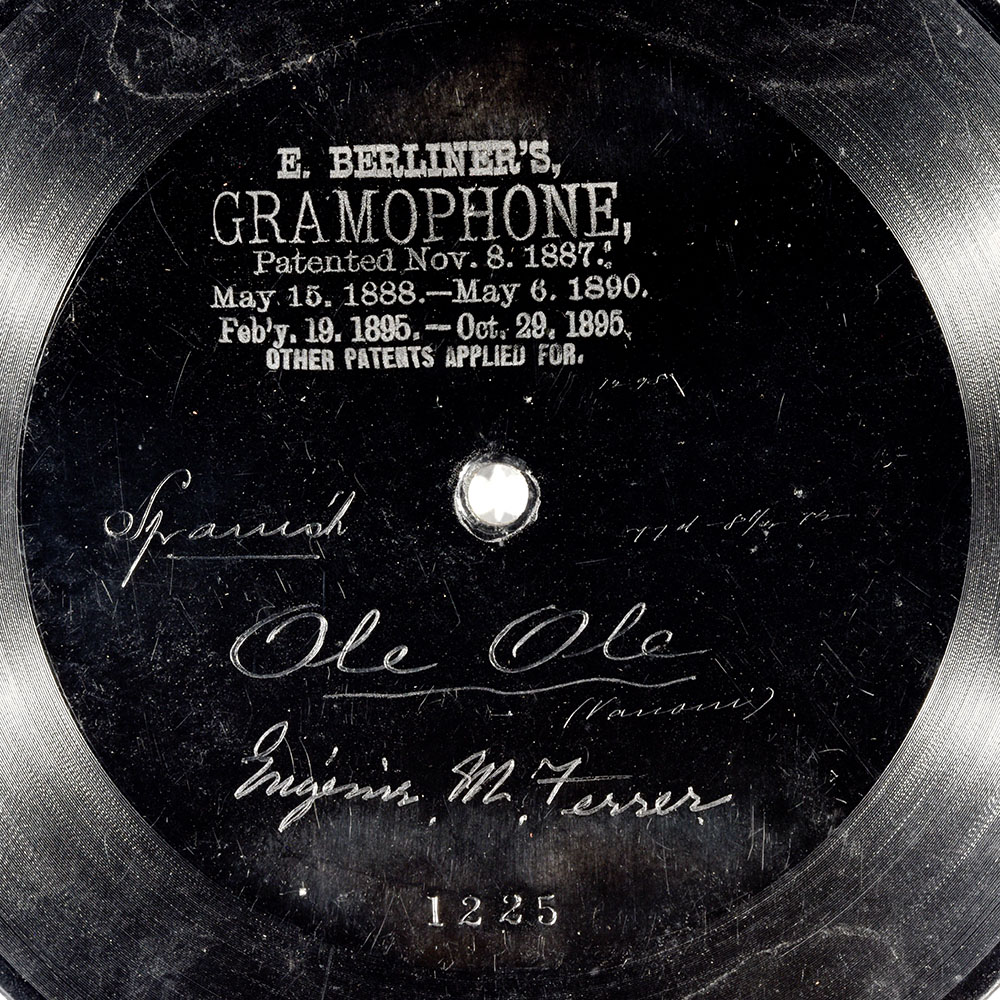 E. BERLINER'S,
GRAMOPHONE,
Patented Nov. 8. 1887.
May 15. 1888.—May 6. 1890.
Feb'y. 19. 1895.—Oct. 29. 1895.
OTHER PATENTS APPLIED FOR.
Spanish
Ole Ole
(Vanoni)
M. Ferrer
1225